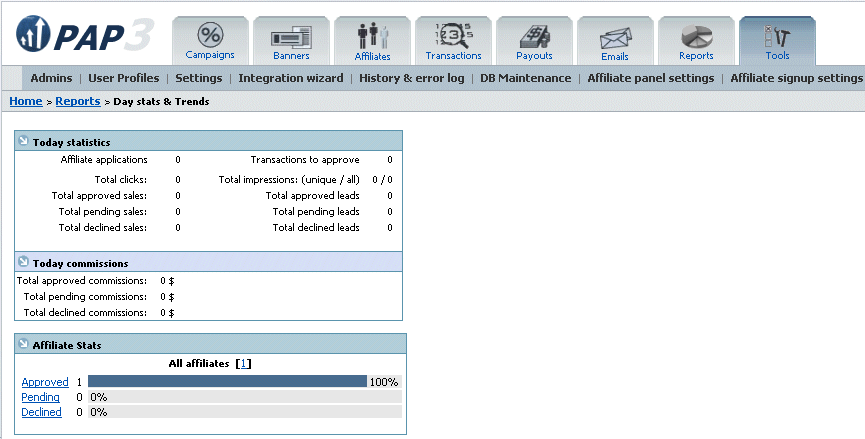 PAP3
Campaigns Banners Affiliates Transactions Payouts Emails Reports Tools
Admins | User Profiles | Settings | Integration wizard | History & error log | DB Maintenance | Affiliate panel settings | Affiliate signup settings
Home > Reports > Day stats & Trends
Today statistics
Affiliate applications 0 Transactions to approve 0
Total clicks: 0 Total impressions: (unique / all) 0 / 0
Total approved sales: 0 Total approved leads 0
Total pending sales: 0 Total pending leads 0
Total declined sales: 0 Total declined leads 0
Today commissions
Total approved commissions: 0 $
Total pending commissions: 0 $
Total declined commissions: 0 $
Affiliate Stats
All affiliates [1]
Approved 1 100%
Pending 0 0%
Declined 0 0%